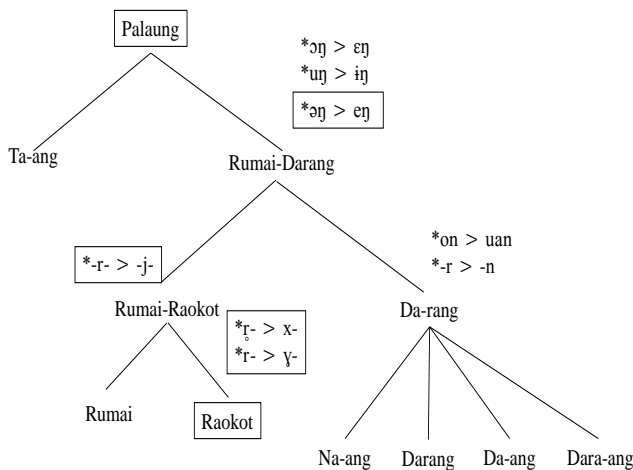 Palaung
*ɔŋ > ɛŋ
*uŋ > ɨŋ
*əŋ > eŋ
Ta-ang
Rumai-Darang
*on > uan
*-r > -n
*-r- > -j-
Rumai-Raokot
Da-rang
*r̥- > x-
*r- > ɣ-
Rumai
Raokot
Na-ang Darang Da-ang Dara-ang